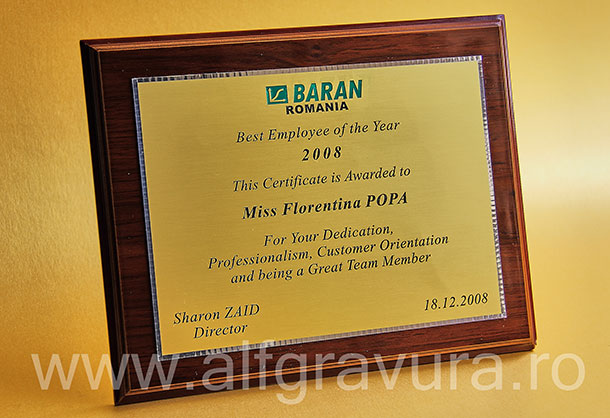 BARAN
ROMANIA
Best Employee of the Year
2008
This Certificate is Awarded to
Miss Florentina POPA
For Your Dedication,
Professionalism, Customer Orientation
and being a Great Team Member
Sharon ZAID
Director
18.12.2008
www.alfgravura.ro